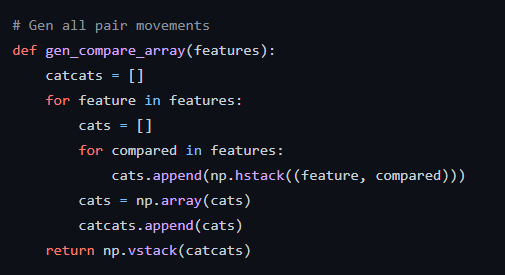 # Gen all pair movements
def gen_compare_array(features):
    catcats = []
    for feature in features:
        cats = []
        for compared in features:
            cats.append(np.hstack((feature, compared)))
        cats = np.array(cats)
        catcats.append(cats)
    return np.vstack(catcats)